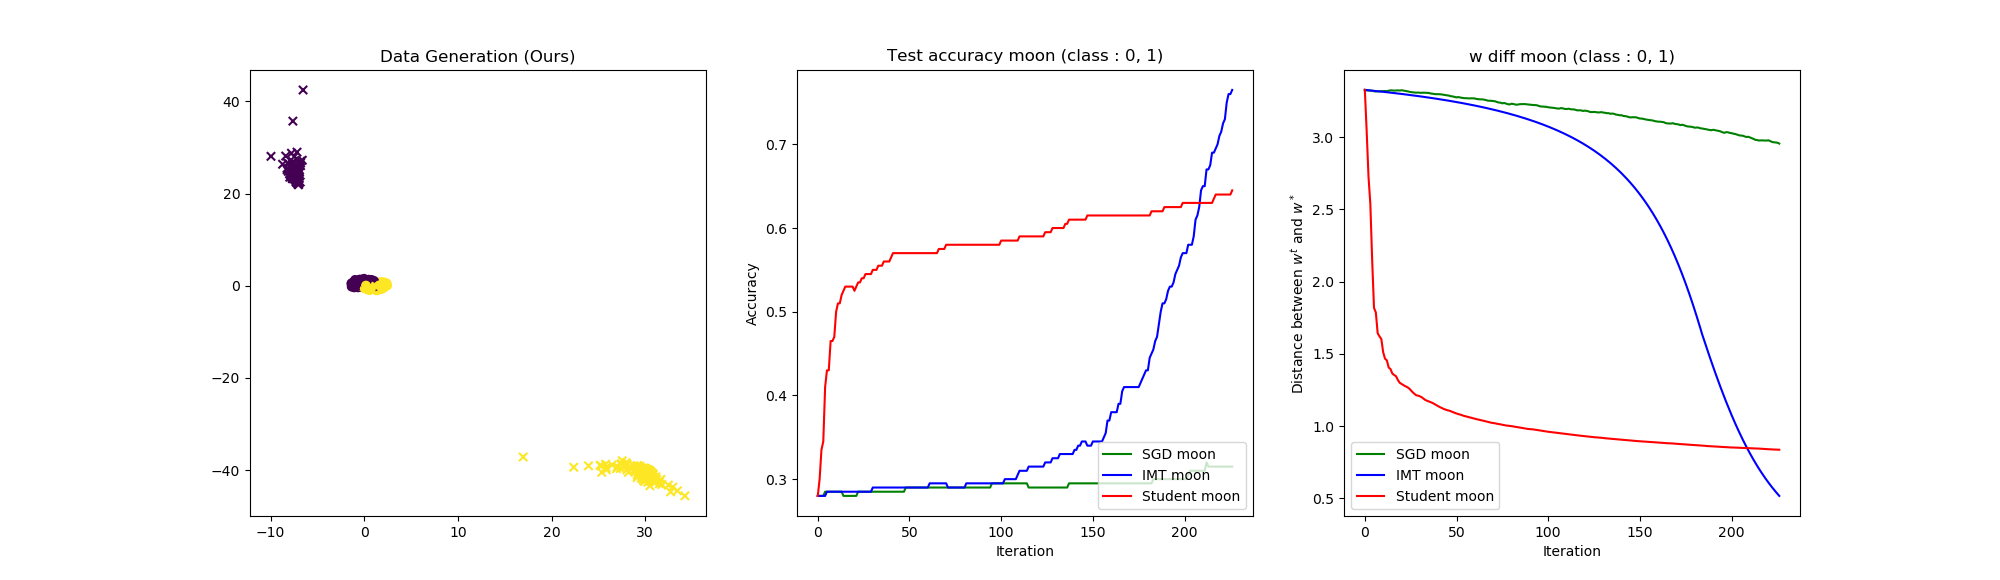 Data Generation (Ours)
40
20
0
−20
−40
−10
0
10
20
30
Test accuracy moon (class : 0, 1)
Accuracy
0.7
0.6
0.5
0.4
0.3
0
50
100
150
200
Iteration
SGD moon
IMT moon
Student moon
w diff moon (class : 0, 1)
Distance between w^t and w^*
3.0
2.5
2.0
1.5
1.0
0.5
0
50
100
150
200
Iteration
SGD moon
IMT moon
Student moon